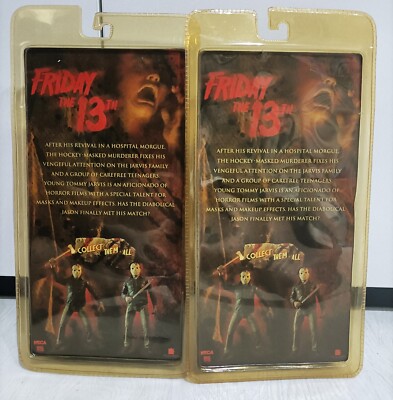 FRIDAY
THE
13TH
AFTER HIS REVIVAL IN A HOSPITAL MORGUE,
THE HOCKEY-MASKED MURDERER FIXES HIS
VENGEFUL ATTENTION ON THE JARVIS FAMILY
AND A GROUP OF CAREFREE TEENAGERS.
YOUNG TOMMY JARVIS IS AN AFICIONADO OF
HORROR FILMS WITH A SPECIAL TALENT FOR
MASKS AND MAKEUP EFFECTS. HAS THE DIABOLICAL
JASON FINALLY MET HIS MATCH?
COLLECT THEM ALL
NECA
FRIDAY
THE
13TH
AFTER HIS REVIVAL IN A HOSPITAL MORGUE,
THE HOCKEY-MASKED MURDERER FIXES HIS
VENGEFUL ATTENTION ON THE JARVIS FAMILY
AND A GROUP OF CAREFREE TEENAGERS.
YOUNG TOMMY JARVIS IS AN AFICIONADO OF
HORROR FILMS WITH A SPECIAL TALENT FOR
MASKS AND MAKEUP EFFECTS. HAS THE DIABOLICAL
JASON FINALLY MET HIS MATCH?
COLLECT THEM ALL
NECA